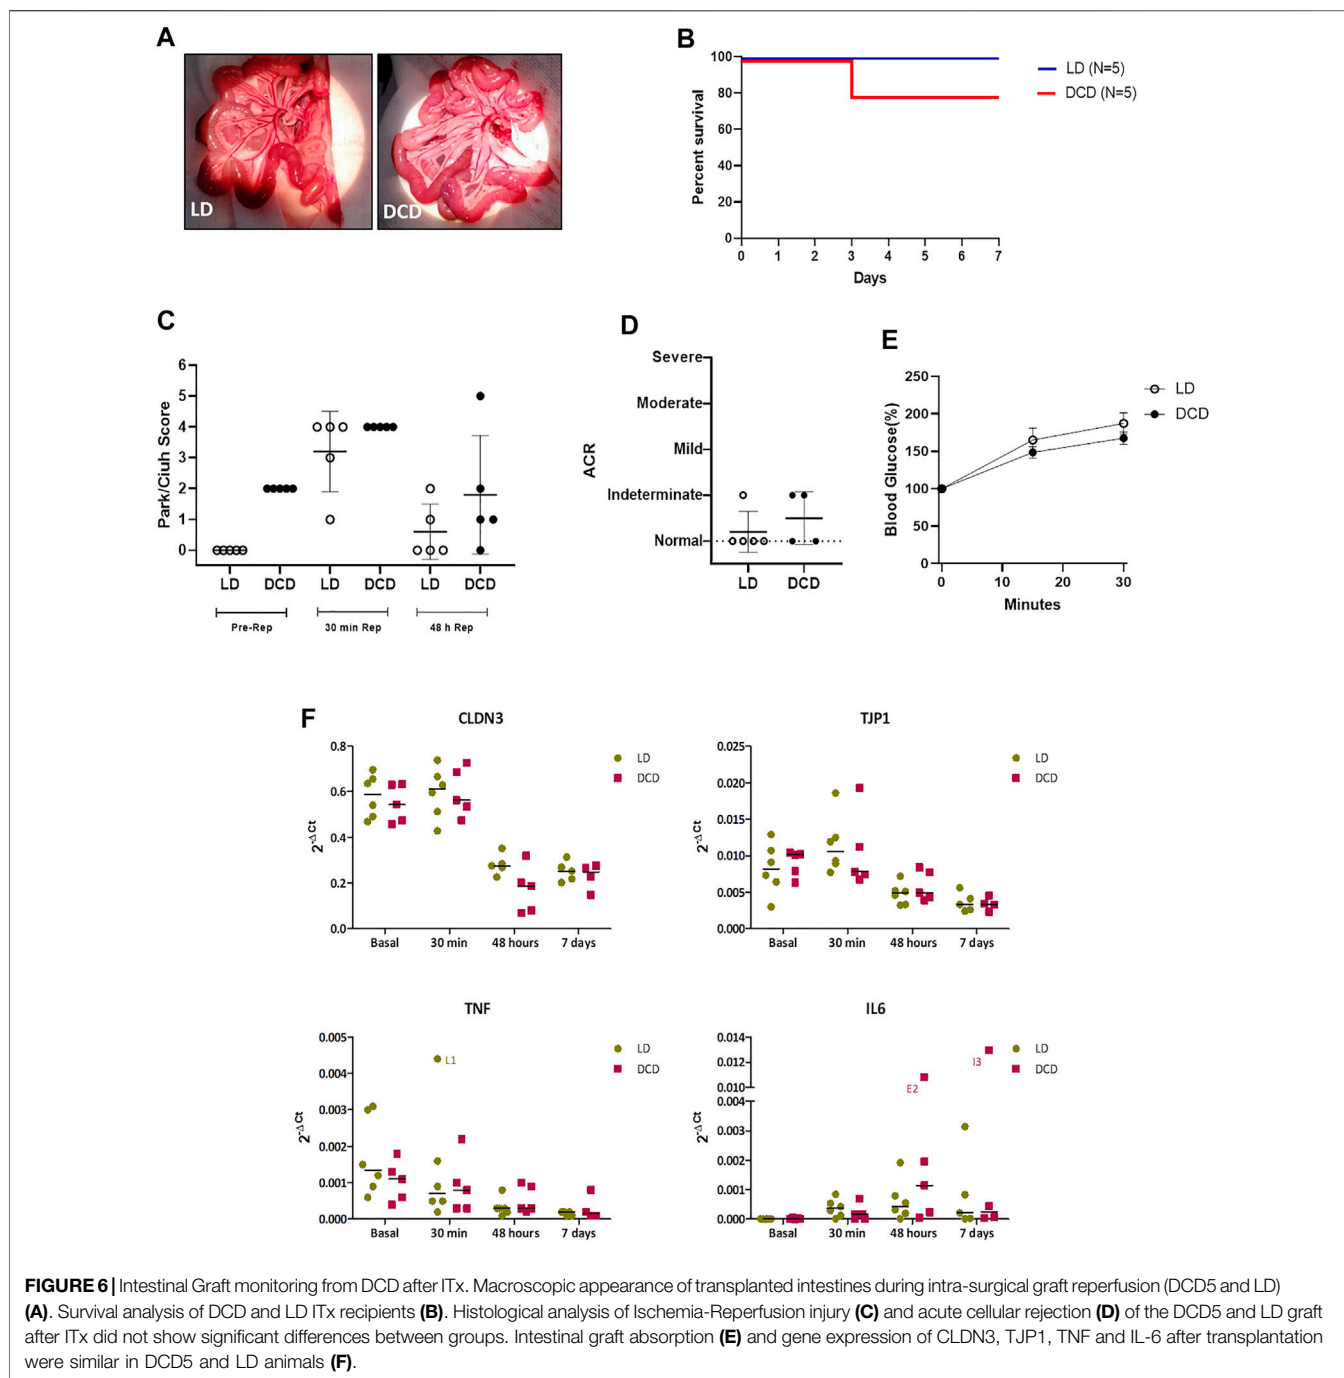 A
LD
DCD
B
Percent survival
100
80
60
40
20
0
0 1 2 3 4 5 6 7
Days
LD (N=5)
DCD (N=5)
C
Park/Ciuh Score
6
5
4
3
2
1
0
LD DCD LD DCD LD DCD
Pre-Rep 30 min Rep 48 h Rep
D
ACR
Severe
Moderate
Mild
Indeterminate
Normal
LD DCD
E
Blood Glucose(%)
250
200
150
100
50
0
0 10 20 30
Minutes
LD
DCD
F
CLDN3
2^-ΔCt
0.8
0.6
0.4
0.2
0.0
Basal 30 min 48 hours 7 days
LD
DCD
TJP1
2^-ΔCt
0.025
0.020
0.015
0.010
0.005
0.000
Basal 30 min 48 hours 7 days
LD
DCD
TNF
2^-ΔCt
0.005
0.004
0.003
0.002
0.001
0.000
L1
Basal 30 min 48 hours 7 days
LD
DCD
IL6
2^-ΔCt
0.014
0.012
0.010
0.004
0.003
0.002
0.001
0.000
E2
I3
Basal 30 min 48 hours 7 days
LD
DCD
FIGURE 6 | Intestinal Graft monitoring from DCD after ITx. Macroscopic appearance of transplanted intestines during intra-surgical graft reperfusion (DCD5 and LD)
(A). Survival analysis of DCD and LD ITx recipients (B). Histological analysis of Ischemia-Reperfusion injury (C) and acute cellular rejection (D) of the DCD5 and LD graft
after ITx did not show significant differences between groups. Intestinal graft absorption (E) and gene expression of CLDN3, TJP1, TNF and IL-6 after transplantation
were similar in DCD5 and LD animals (F).